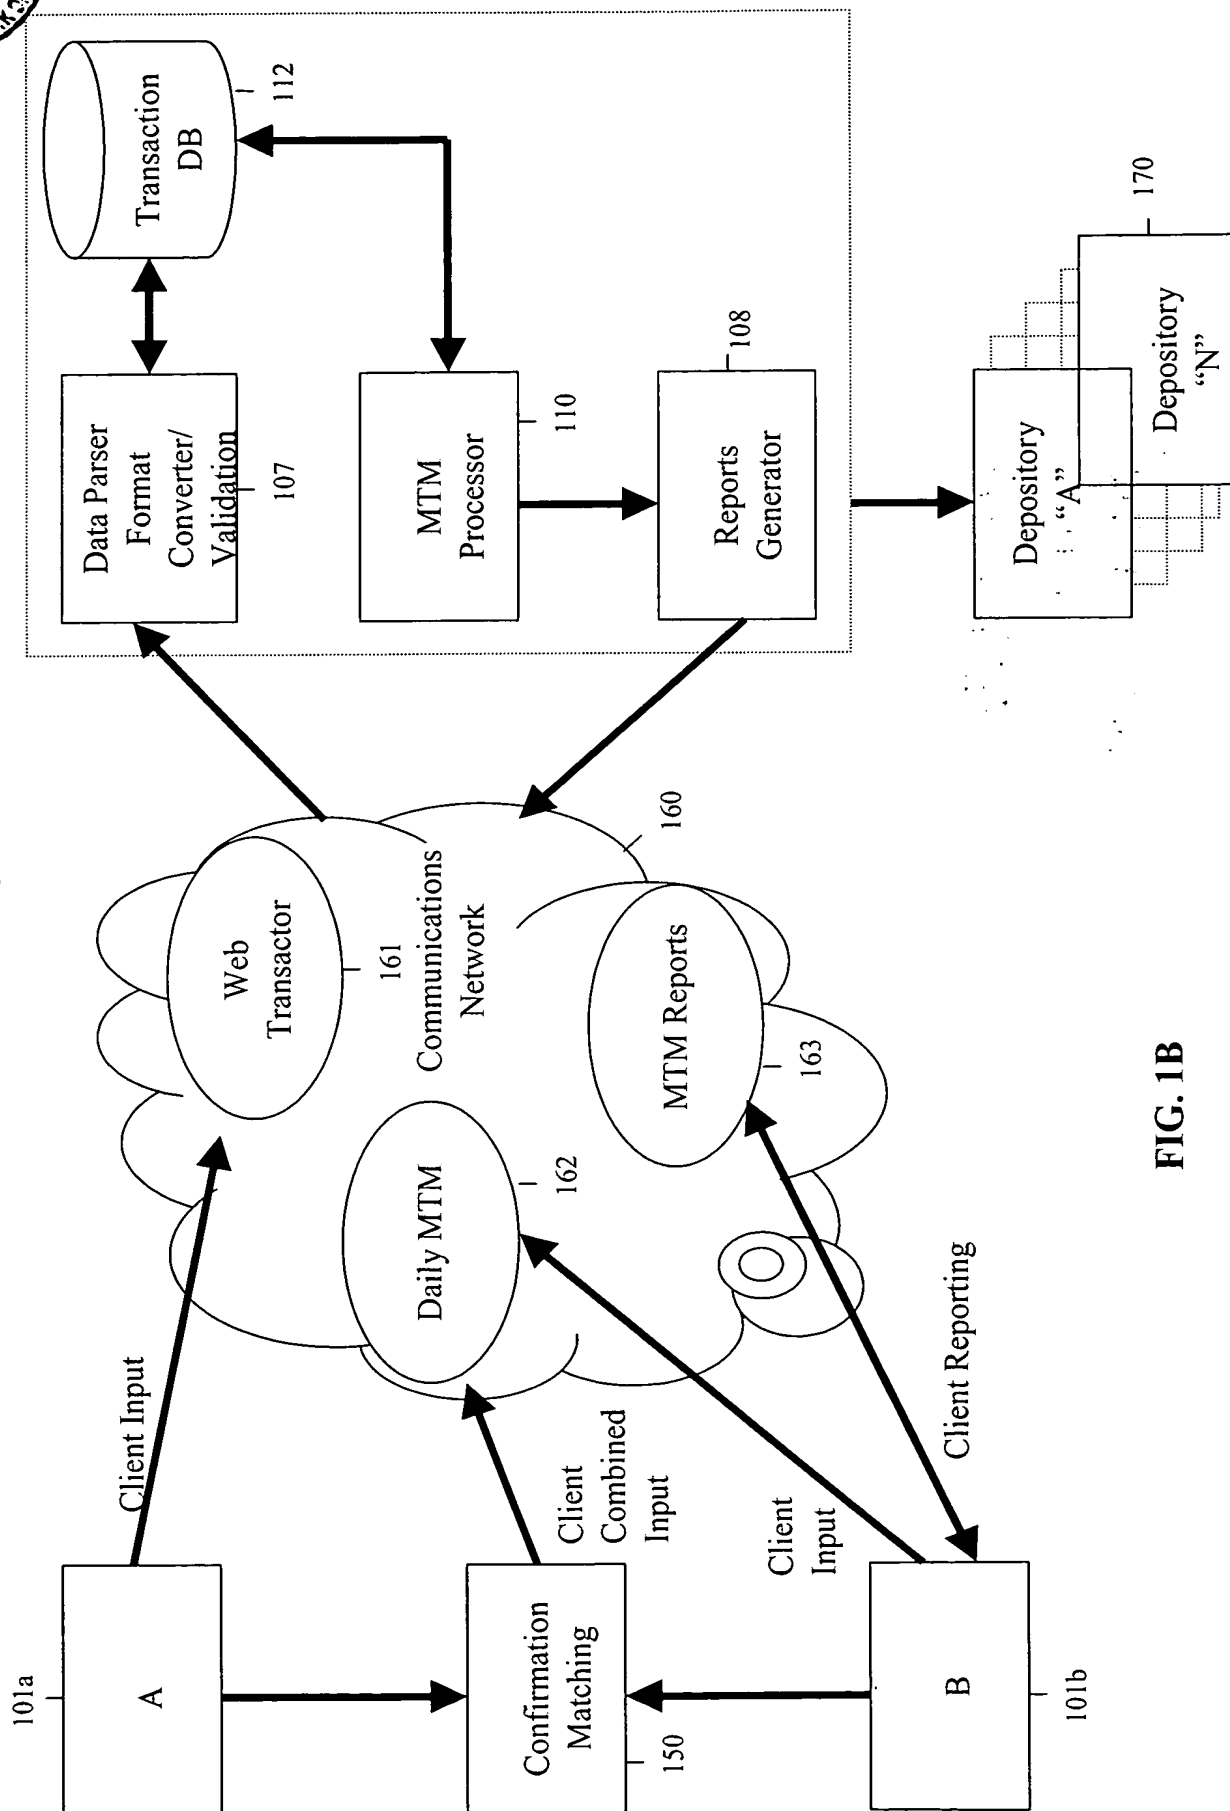 101a
A
Client Input
Confirmation
Matching
150
Client
Combined
Input
B
101b
Client
Input
Client Reporting
Web
Transactor
161
Daily MTM
162
Communications
Network
160
MTM Reports
163
Data Parser
Format
Converter/
Validation
107
Transaction
DB
112
MTM
Processor
110
Reports
Generator
108
Depository
“A”
Depository
“N”
170
FIG. 1B